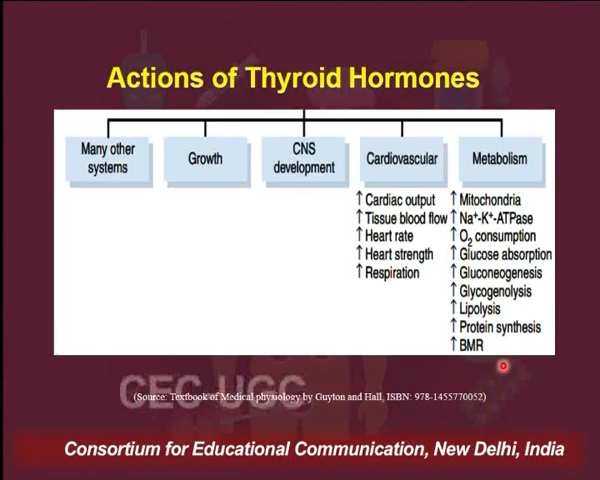 Actions of Thyroid Hormones
Many other
systems
Growth
CNS
development
Cardiovascular
↑ Cardiac output
↑ Tissue blood flow
↑ Heart rate
↑ Heart strength
↑ Respiration
Metabolism
↑ Mitochondria
↑ Na⁺-K⁺-ATPase
↑ O₂ consumption
↑ Glucose absorption
↑ Gluconeogenesis
↑ Glycogenolysis
↑ Lipolysis
↑ Protein synthesis
↑ BMR
CEC UGC
(Source: Textbook of Medical physiology by Guyton and Hall, ISBN: 978-1455770052)
Consortium for Educational Communication, New Delhi, India